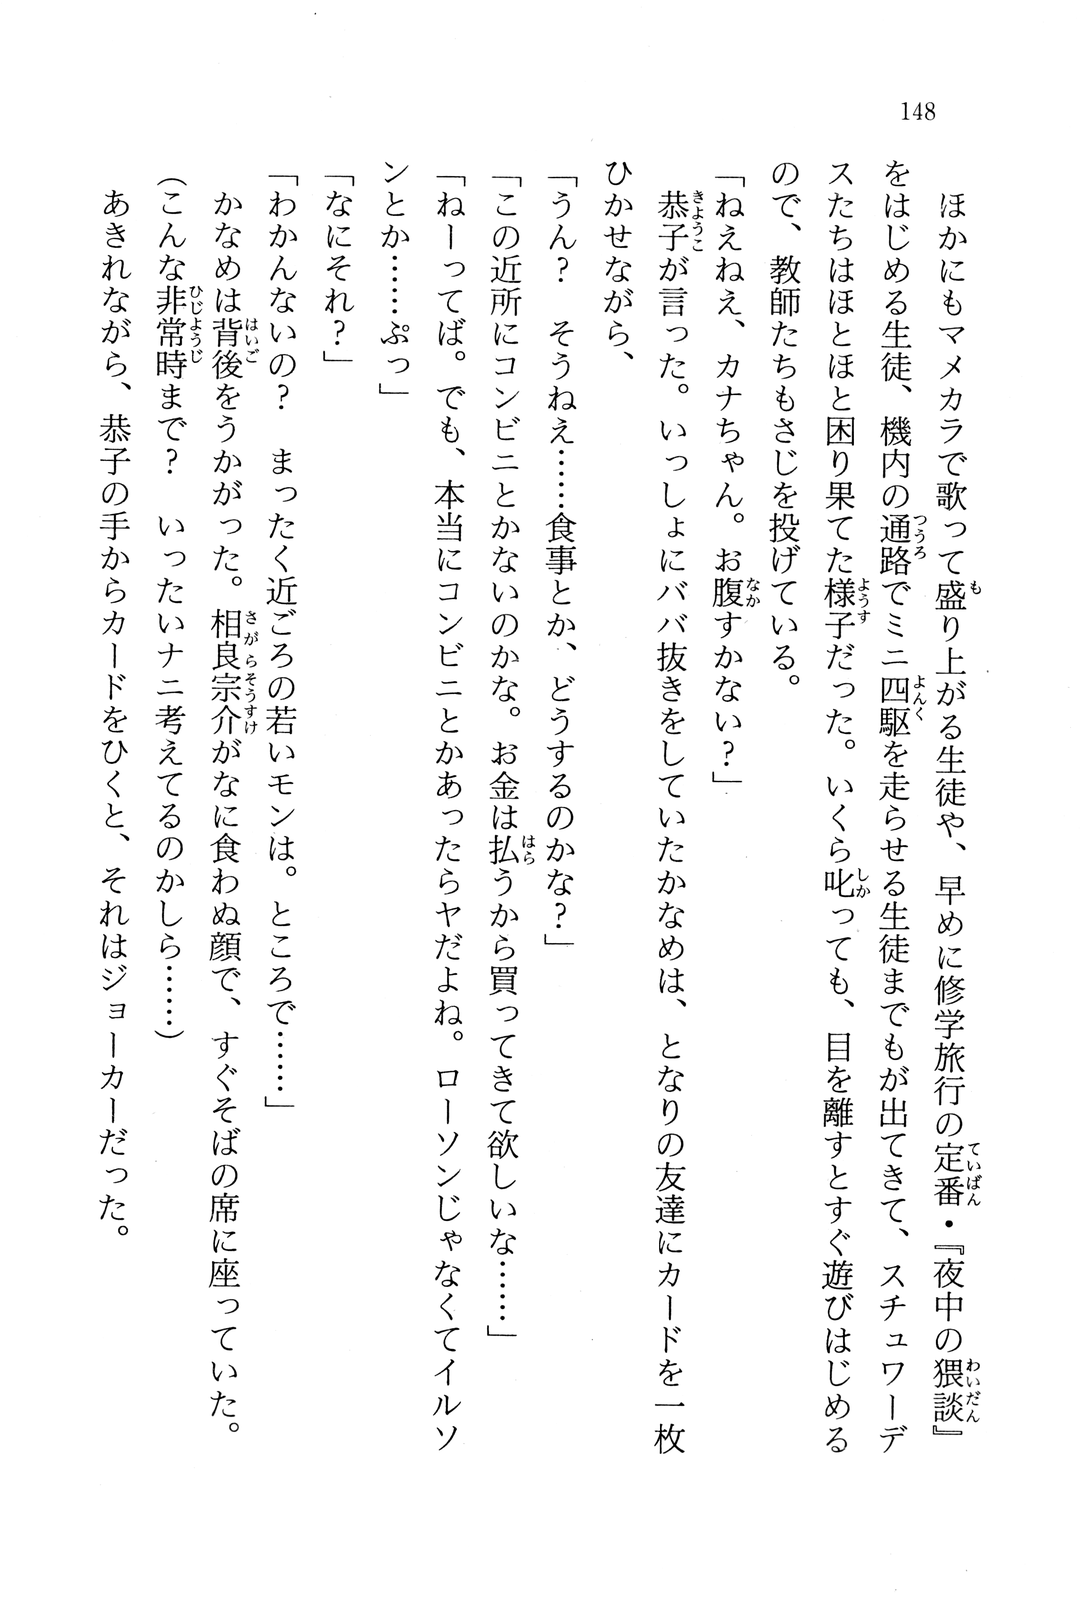 148
ほかにもマメカラで歌って盛り上がる生徒や、早めに修学旅行の定番・『夜中の猥談』
をはじめる生徒、機内の通路でミニ四駆を走らせる生徒までもが出てきて、スチュワーデ
スたちはほとほと困り果てた様子だった。いくら叱っても、目を離すとすぐ遊びはじめる
ので、教師たちもさじを投げている。
「ねえねえ、カナちゃん。お腹すかない？」
恭子が言った。いっしょにババ抜きをしていたかなめは、となりの友達にカードを一枚
ひかせながら、
「うん？　そうねえ……食事とか、どうするのかな？」
「この近所にコンビニとかないのかな。お金は払うから買ってきて欲しいな……」
「ねーってば。でも、本当にコンビニとかあったらヤだよね。ローソンじゃなくてイルソ
ンとか……ぷっ」
「なにそれ？」
「わかんないの？　まったく近ごろの若いモンは。ところで……」
かなめは背後をうかがった。相良宗介がなに食わぬ顔で、すぐそばの席に座っていた。
（こんな非常時まで？　いったいナニ考えてるのかしら……）
あきれながら、恭子の手からカードをひくと、それはジョーカーだった。